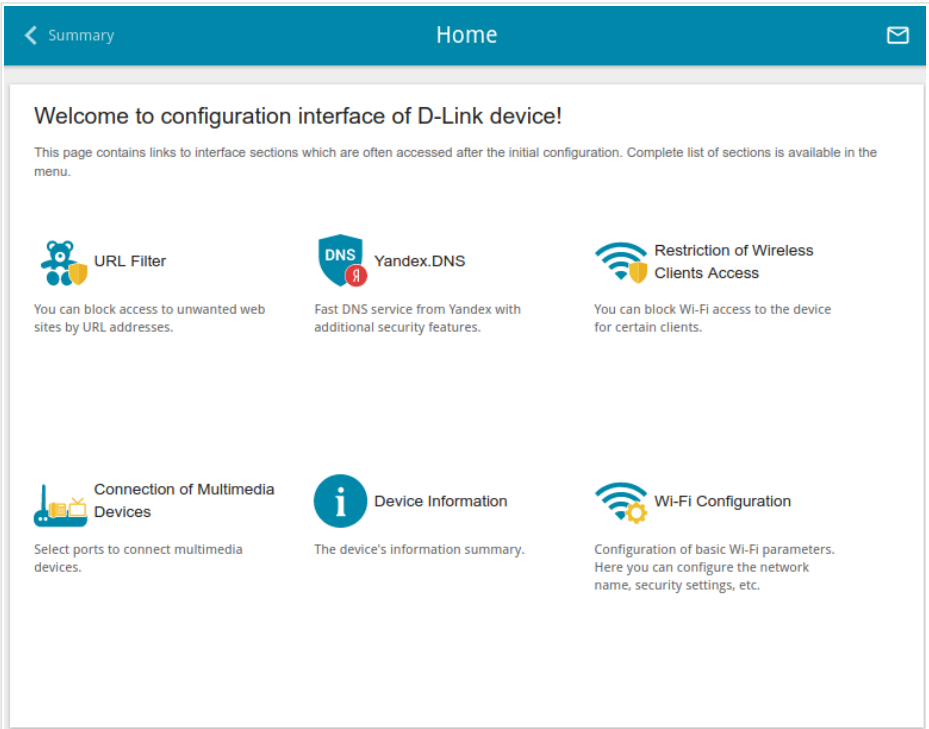 Summary
Home
Welcome to configuration interface of D-Link device!
This page contains links to interface sections which are often accessed after the initial configuration. Complete list of sections is available in the
menu.
URL Filter
You can block access to unwanted web
sites by URL addresses.
DNS
Я
Yandex.DNS
Fast DNS service from Yandex with
additional security features.
Restriction of Wireless
Clients Access
You can block Wi-Fi access to the device
for certain clients.
Connection of Multimedia
Devices
Select ports to connect multimedia
devices.
i
Device Information
The device's information summary.
Wi-Fi Configuration
Configuration of basic Wi-Fi parameters.
Here you can configure the network
name, security settings, etc.